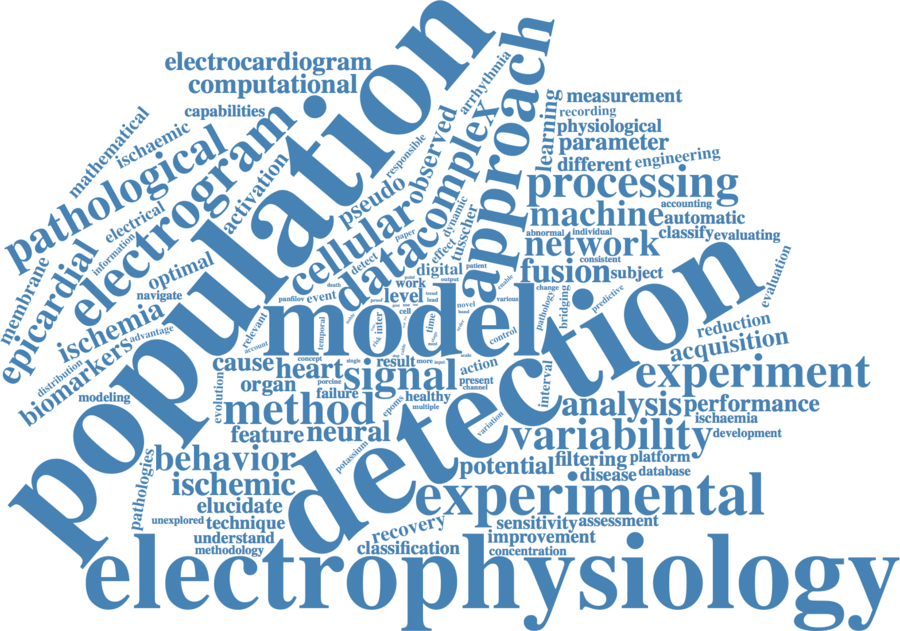 population
electrocardiogram
computational
capabilities
mathematical
ischaemic
pathological
electrogram
activation
arrhythmia
approach
complex
learning
measurement
recording
physiological
parameter
different
engineering
processing
accounting
machine
automatic
abnormal
individual
classify
evaluating
network
consistent
fusion
subject
responsible
observed
pseudo
cellular
data
dynamic
tusscher
effect
paper
detect
digital
patient
output
enable
electrical
information
membrane
epicardial
optimal
navigate
ischemia
biomarkers
advantage
distribution
modeling
death
panfilov
event
work
level
point
trend
lead
novel
hand
various
cell
inter
risk
time
temporal
relevant
account
model
control
change
pathology
bridging
predictive
evaluation
detection
reduction
acquisition
cause
concept
heart
single
result
more
input
scale
action
organ
porcine
signal
present
channel
interval
experiment
evolution
failure
healthy
multiple
method
epoms
variation
analysis
performance
ischaemia
feature
neural
variability
development
potassium
behavior
pathologies
potential
filtering
platform
disease
database
ischemic
experimental
elucidate
unexplored
technique
recovery
sensitivity
assessment
understand
improvement
methodology
classification
concentration
electrophysiology